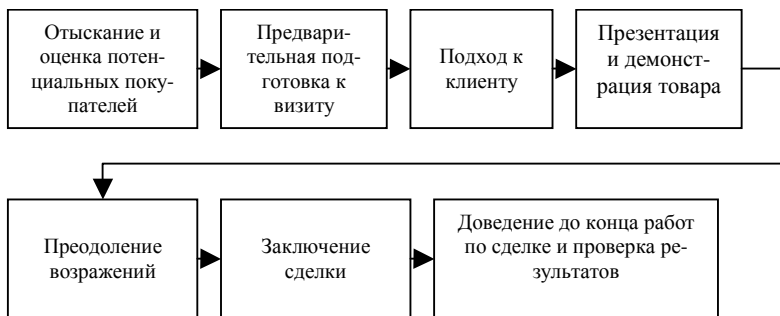 Отыскание и
оценка потен-
циальных поку-
пателей
Предвари-
тельная под-
готовка к
визиту
Подход к
клиенту
Презентация
и демонст-
рация товара
Преодоление
возражений
Заключение
сделки
Доведение до конца работ
по сделке и проверка ре-
зультатов